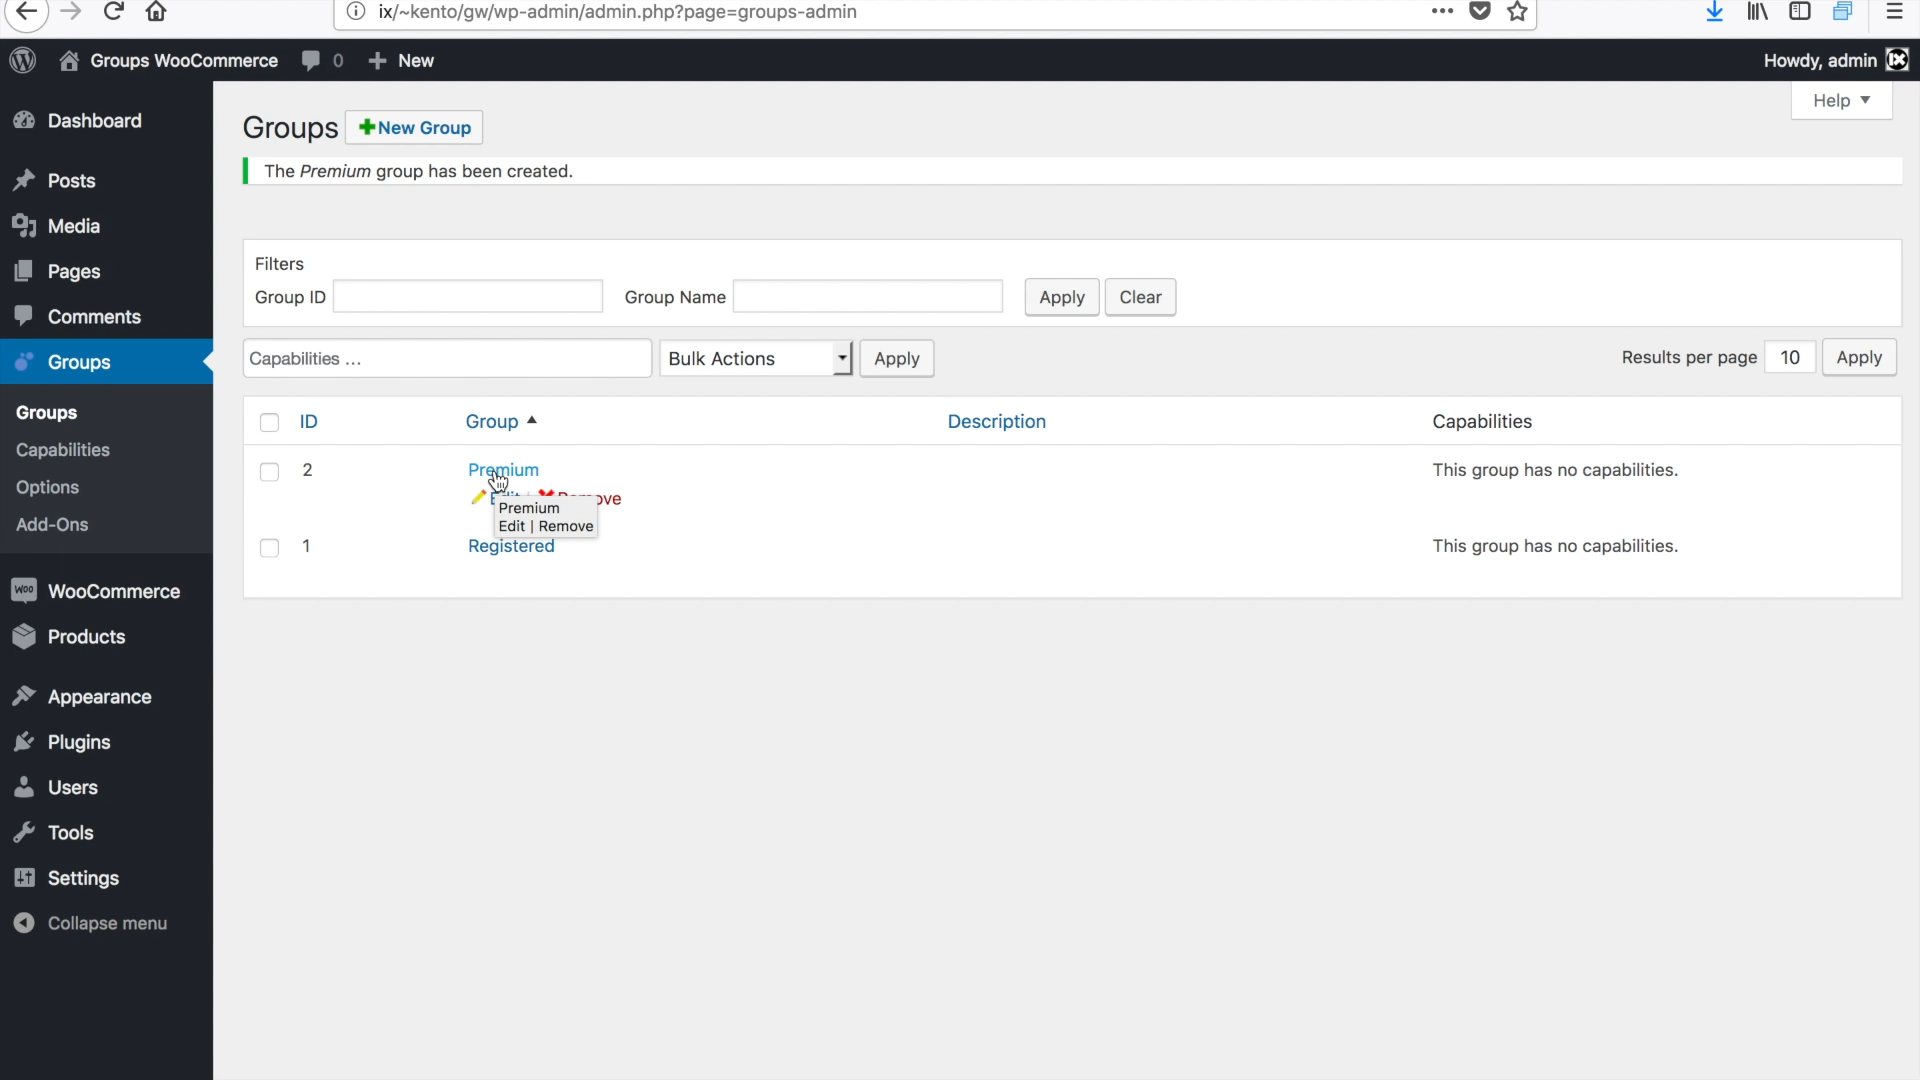 ix/~kento/gw/wp-admin/admin.php?page=groups-admin
Groups WooCommerce 0 New Howdy, admin
Help
Dashboard
Posts
Media
Pages
Comments
Groups
Groups
Capabilities
Options
Add-Ons
WooCommerce
Products
Appearance
Plugins
Users
Tools
Settings
Collapse menu
Groups New Group
The Premium group has been created.
Filters
Group ID Group Name Apply Clear
Capabilities ... Bulk Actions Apply Results per page 10 Apply
ID Group Description Capabilities
2 Premium This group has no capabilities.
Edit | Remove
Premium
Edit | Remove
1 Registered This group has no capabilities.